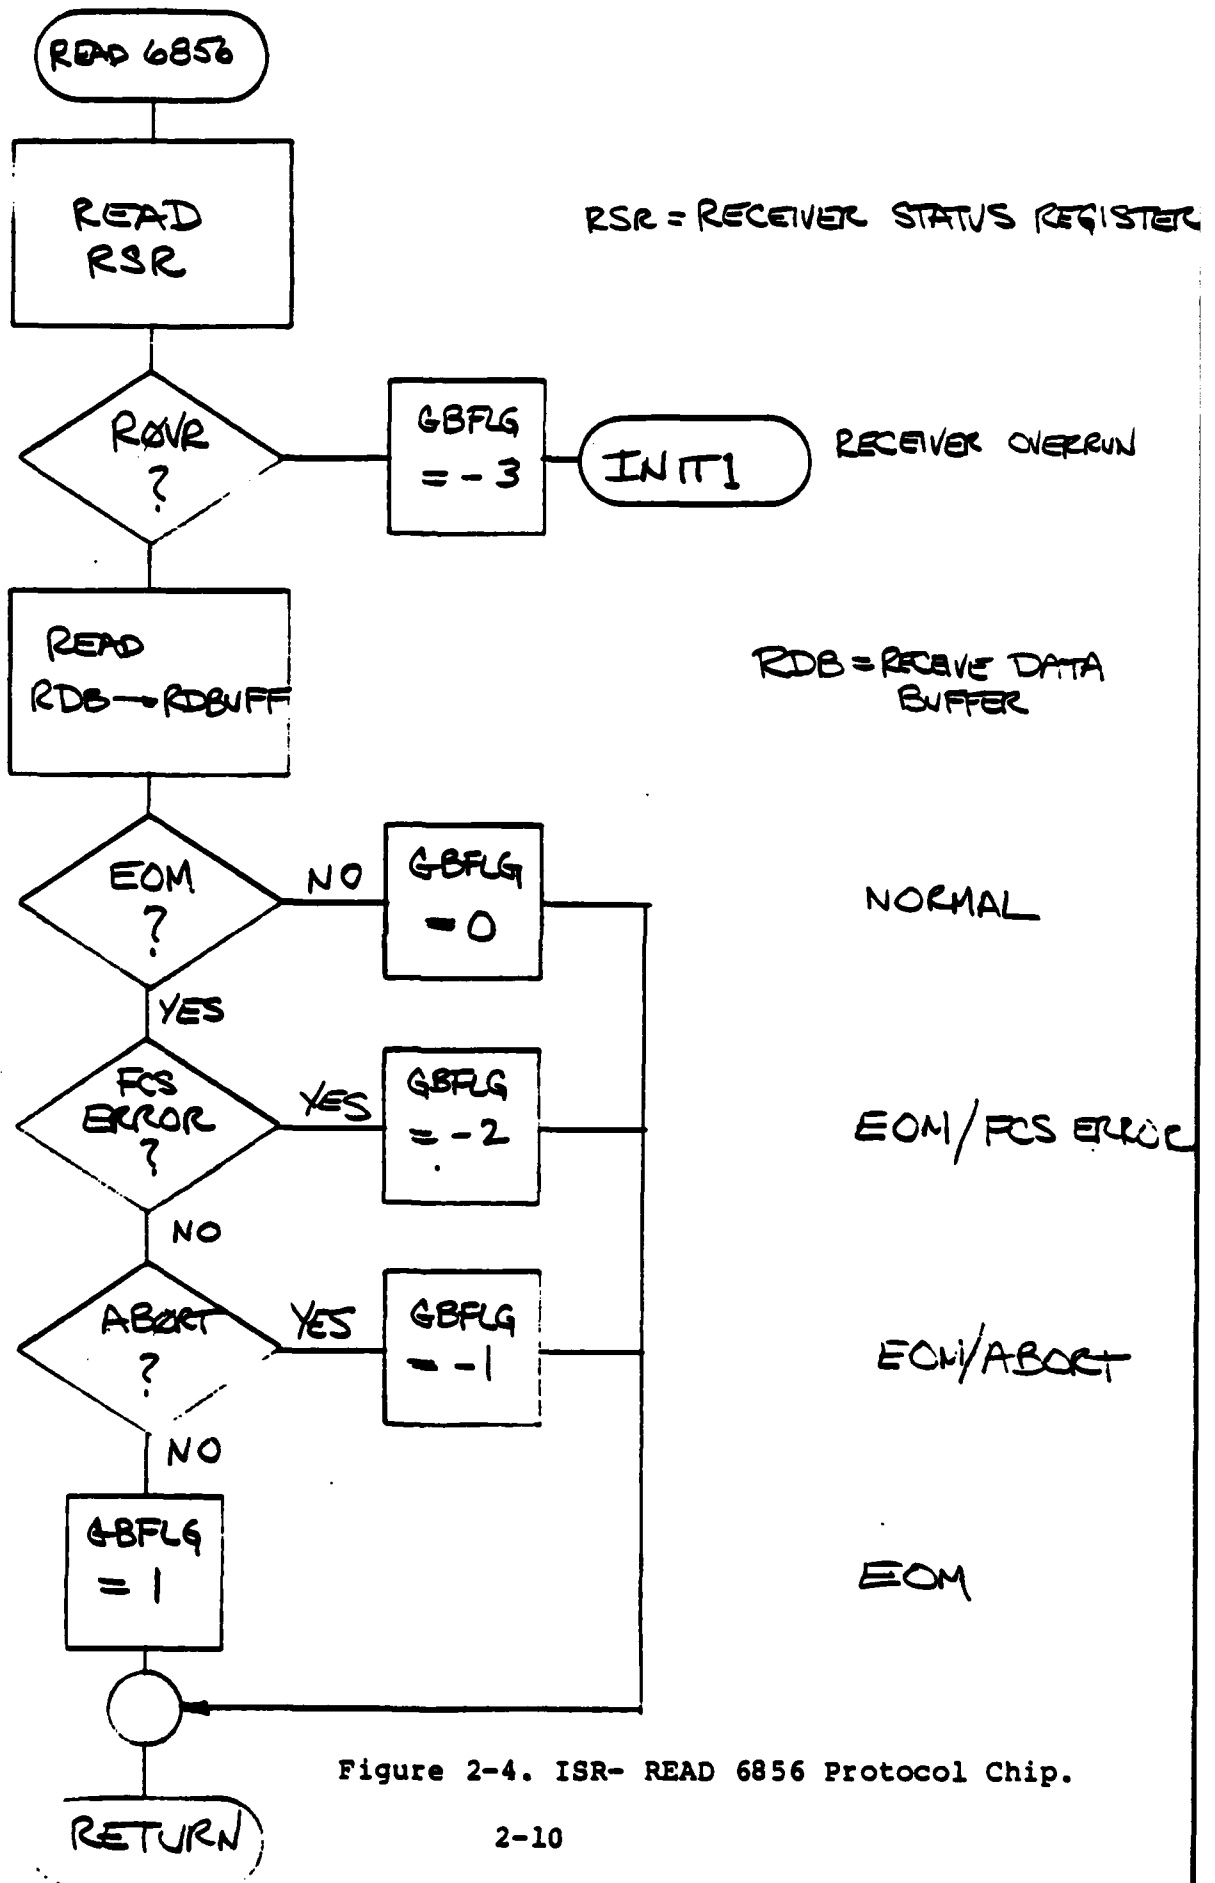 READ 6856
READ
RSR
RSR = RECEIVER STATUS REGISTER
RØVR
?
GBFLG
= -3
INIT1
RECEIVER OVERRUN
READ
RDB → RDBUFF
RDB = RECEIVE DATA
BUFFER
EOM
?
NO
GBFLG
= 0
NORMAL
YES
FCS
ERROR
?
YES
GBFLG
= -2
EOM/FCS ERROR
NO
ABØRT
?
YES
GBFLG
= -1
EOM/ABORT
NO
GBFLG
= 1
EOM
Figure 2-4. ISR- READ 6856 Protocol Chip.
RETURN
2-10